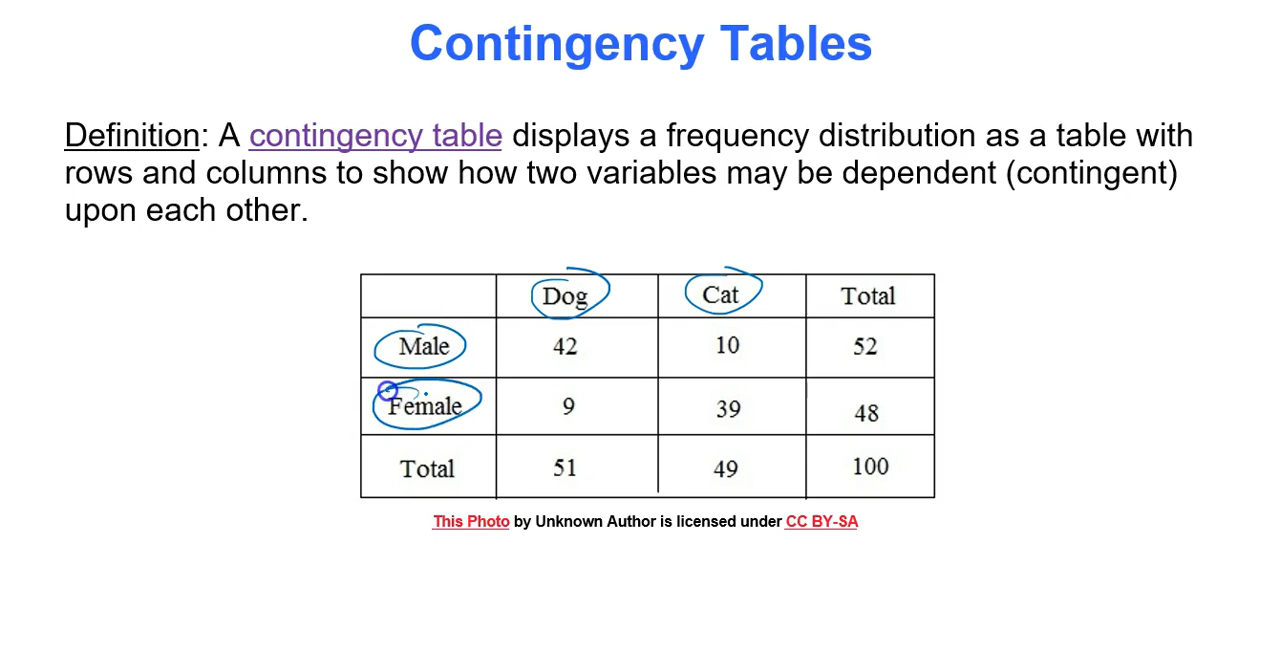 Contingency Tables
Definition: A contingency table displays a frequency distribution as a table with
rows and columns to show how two variables may be dependent (contingent)
upon each other.
Dog Cat Total
Male 42 10 52
Female 9 39 48
Total 51 49 100
This Photo by Unknown Author is licensed under CC BY-SA